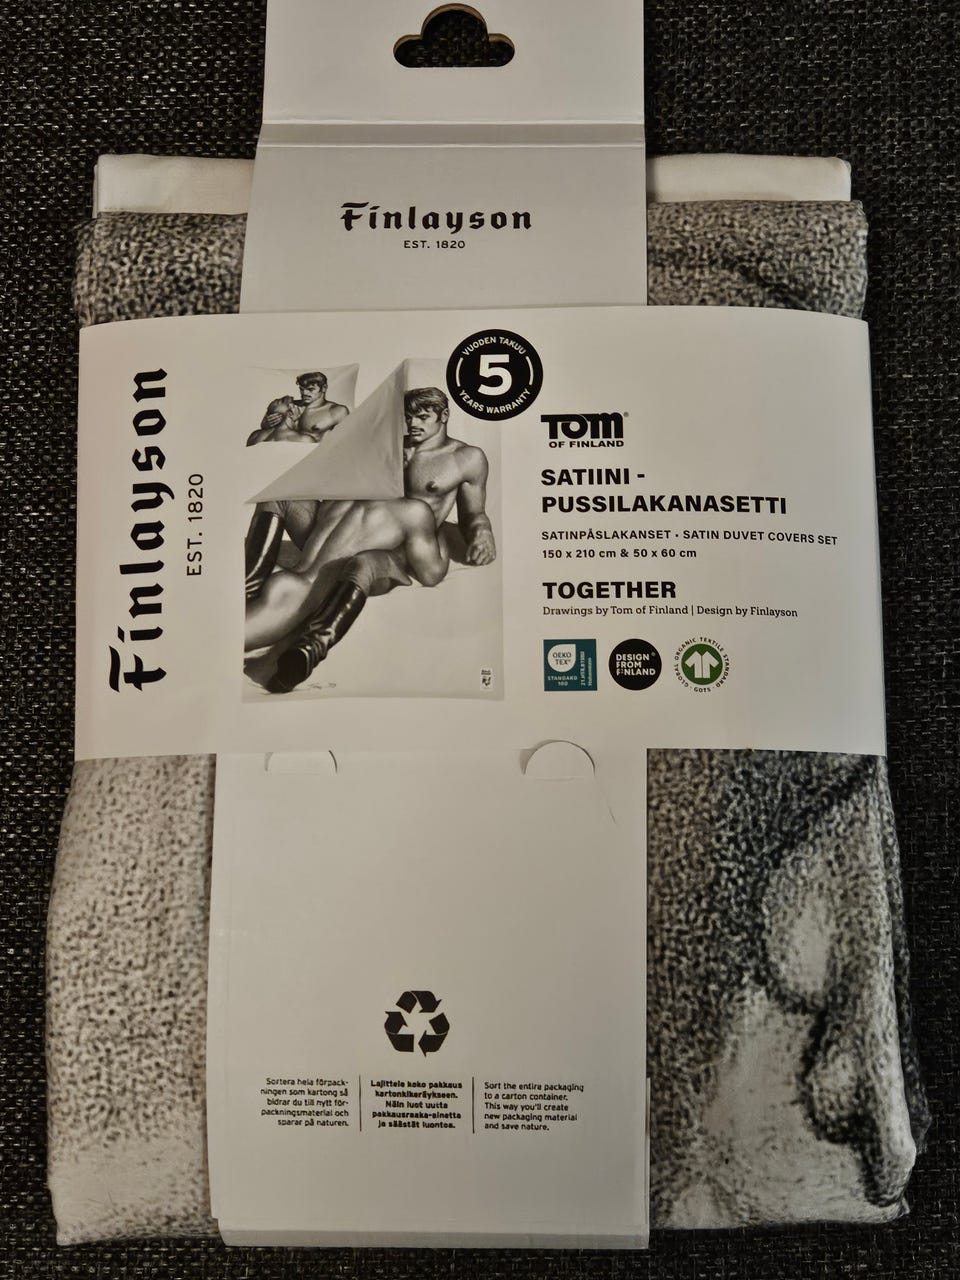 Finlayson
EST. 1820
Finlayson
EST. 1820
VUODEN TAKUU
5
YEARS WARRANTY
TOM®
OF FINLAND
SATIINI -
PUSSILAKANASETTI
SATINPÅSLAKANSET • SATIN DUVET COVERS SET
150 x 210 cm & 50 x 60 cm
TOGETHER
Drawings by Tom of Finland | Design by Finlayson
OEKO
TEX®
STANDARD
100
Hohenstein
DESIGN
FROM
FINLAND
GLOBAL ORGANIC TEXTILE STANDARD
· GOTS ·
Sortera hela förpack-
ningen som kartong så
bidrar du till nytt för-
packningsmaterial och
sparar på naturen.
Lajittele koko pakkaus
kartonkikeräykseen.
Näin luot uutta
pakkausraaka-ainetta
ja säästät luontoa.
Sort the entire packaging
to a carton container.
This way you'll create
new packaging material
and save nature.